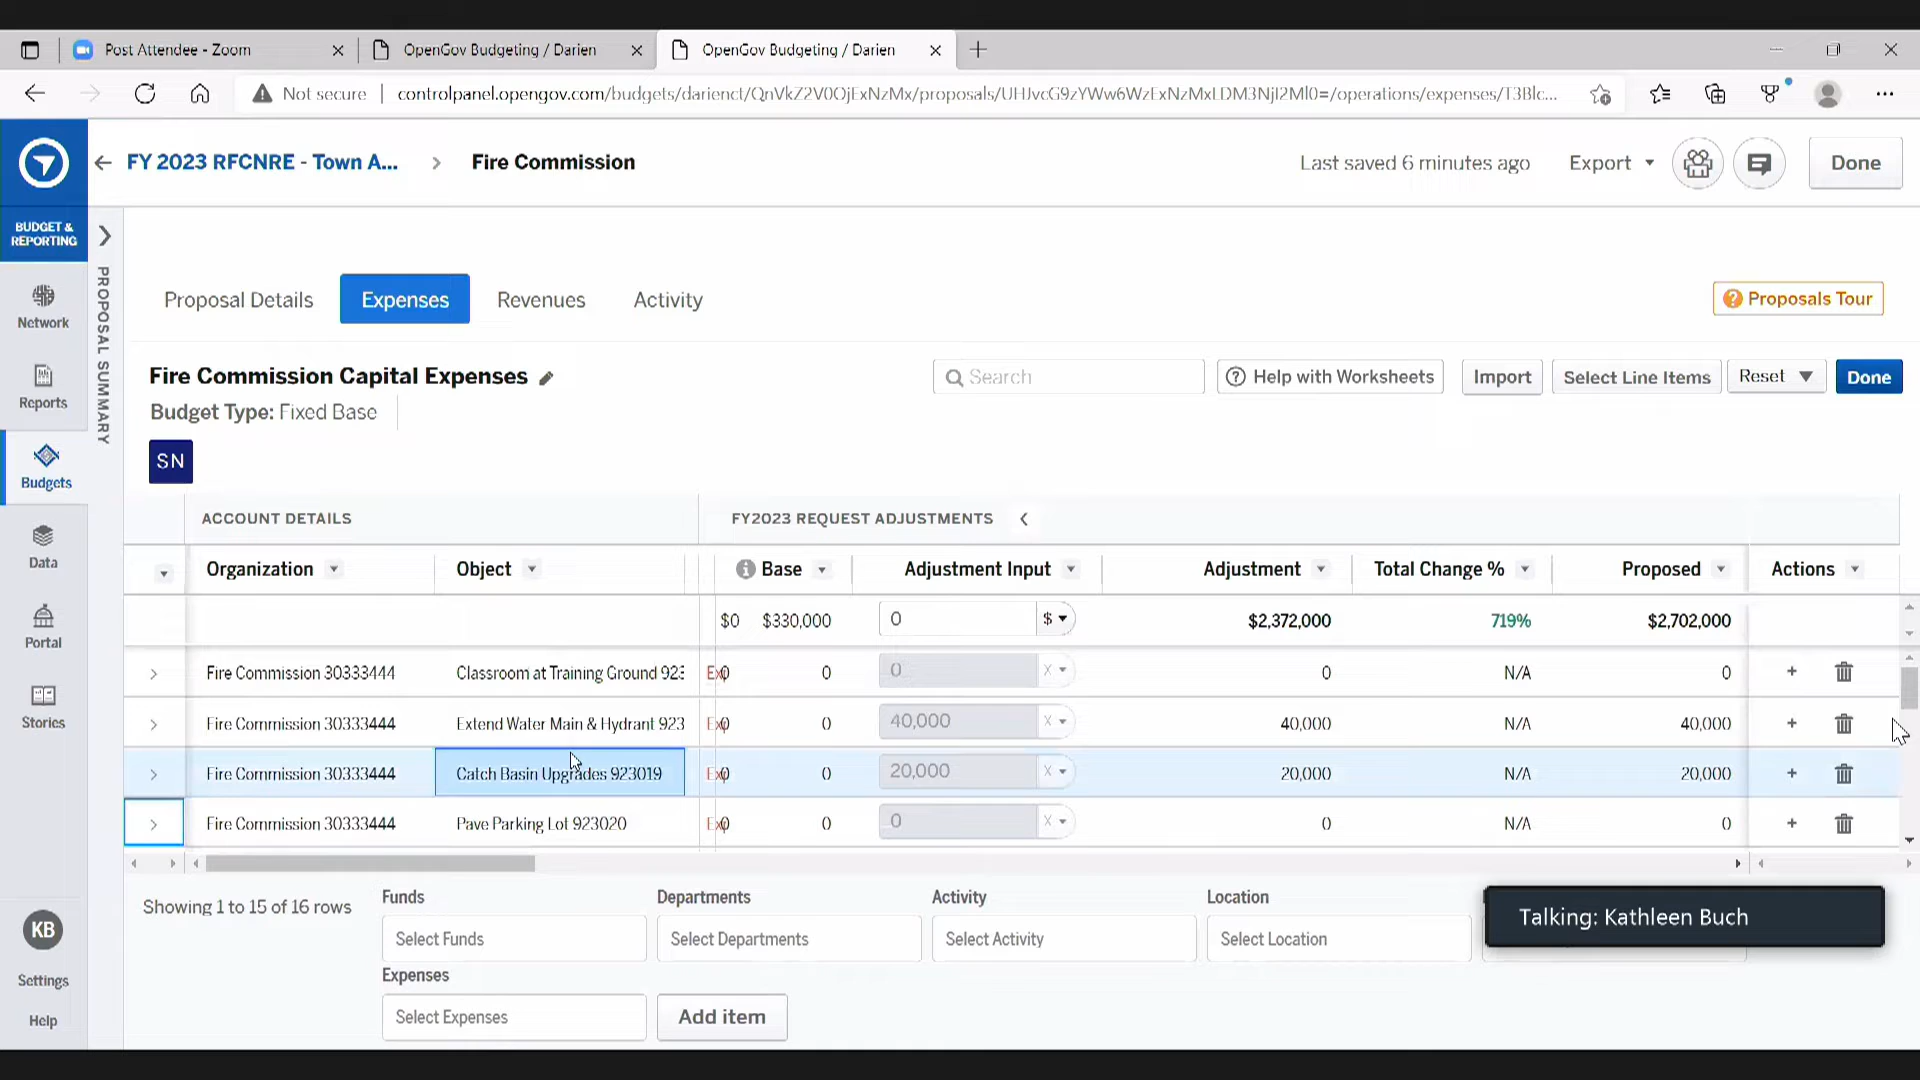 Post Attendee - Zoom
OpenGov Budgeting / Darien
OpenGov Budgeting / Darien
Not secure
controlpanel.opengov.com/budgets/darienct/QnVkZ2V0OjExNzMx/proposals/UHJvcG9zYWw6WzExNzMxLDM3NjI2Ml0=/operations/expenses/T3Blc...
FY 2023 RFCNRE - Town A...
Fire Commission
Last saved 6 minutes ago
Export
Done
BUDGET & REPORTING
Network
Reports
Budgets
Data
Portal
Stories
KB
Settings
Help
PROPOSAL SUMMARY
Proposal Details
Expenses
Revenues
Activity
Proposals Tour
Fire Commission Capital Expenses
Search
Help with Worksheets
Import
Select Line Items
Reset
Done
Budget Type: Fixed Base
SN
ACCOUNT DETAILS
FY2023 REQUEST ADJUSTMENTS
Organization
Object
Base
Adjustment Input
Adjustment
Total Change %
Proposed
Actions
$0 $330,000 0 $ $2,372,000 719% $2,702,000
Fire Commission 30333444 Classroom at Training Ground 923 0 0 X 0 N/A 0 +
Fire Commission 30333444 Extend Water Main & Hydrant 923 0 40,000 X 40,000 N/A 40,000 +
Fire Commission 30333444 Catch Basin Upgrades 923019 0 20,000 X 20,000 N/A 20,000 +
Fire Commission 30333444 Pave Parking Lot 923020 0 0 X 0 N/A 0 +
Showing 1 to 15 of 16 rows
Funds
Select Funds
Departments
Select Departments
Activity
Select Activity
Location
Select Location
Talking: Kathleen Buch
Expenses
Select Expenses
Add item